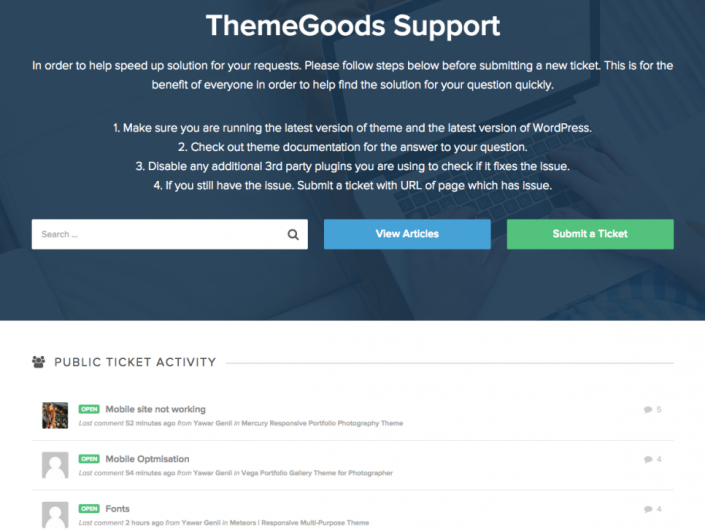 ThemeGoods Support
In order to help speed up solution for your requests. Please follow steps below before submitting a new ticket. This is for the
benefit of everyone in order to help find the solution for your question quickly.
1. Make sure you are running the latest version of theme and the latest version of WordPress.
2. Check out theme documentation for the answer to your question.
3. Disable any additional 3rd party plugins you are using to check if it fixes the issue.
4. If you still have the issue. Submit a ticket with URL of page which has issue.
Search ...
View Articles
Submit a Ticket
PUBLIC TICKET ACTIVITY
OPEN Mobile site not working 5
Last comment 52 minutes ago from Yawar Genii in Mercury Responsive Portfolio Photography Theme
OPEN Mobile Optmisation 4
Last comment 54 minutes ago from Yawar Genii in Vega Portfolio Gallery Theme for Photographer
OPEN Fonts 4
Last comment 2 hours ago from Yawar Genii in Meteors | Responsive Multi-Purpose Theme